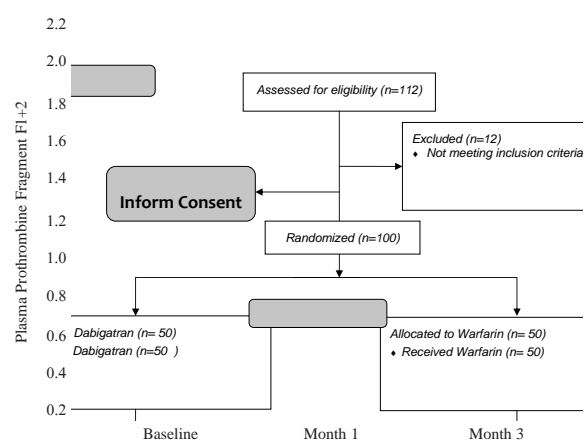 2.2
2.0
1.8
1.6
1.4
1.2
1.0
0.8
0.6
0.4
0.2
Plasma Prothrombine Fragment F1+2
Assessed for eligibility (n=112)
Excluded (n=12)
♦ Not meeting inclusion criteria
Inform Consent
Randomized (n=100)
Dabigatran (n= 50)
Dabigatran (n=50 )
Allocated to Warfarin (n= 50)
♦ Received Warfarin (n= 50)
Baseline
Month 1
Month 3